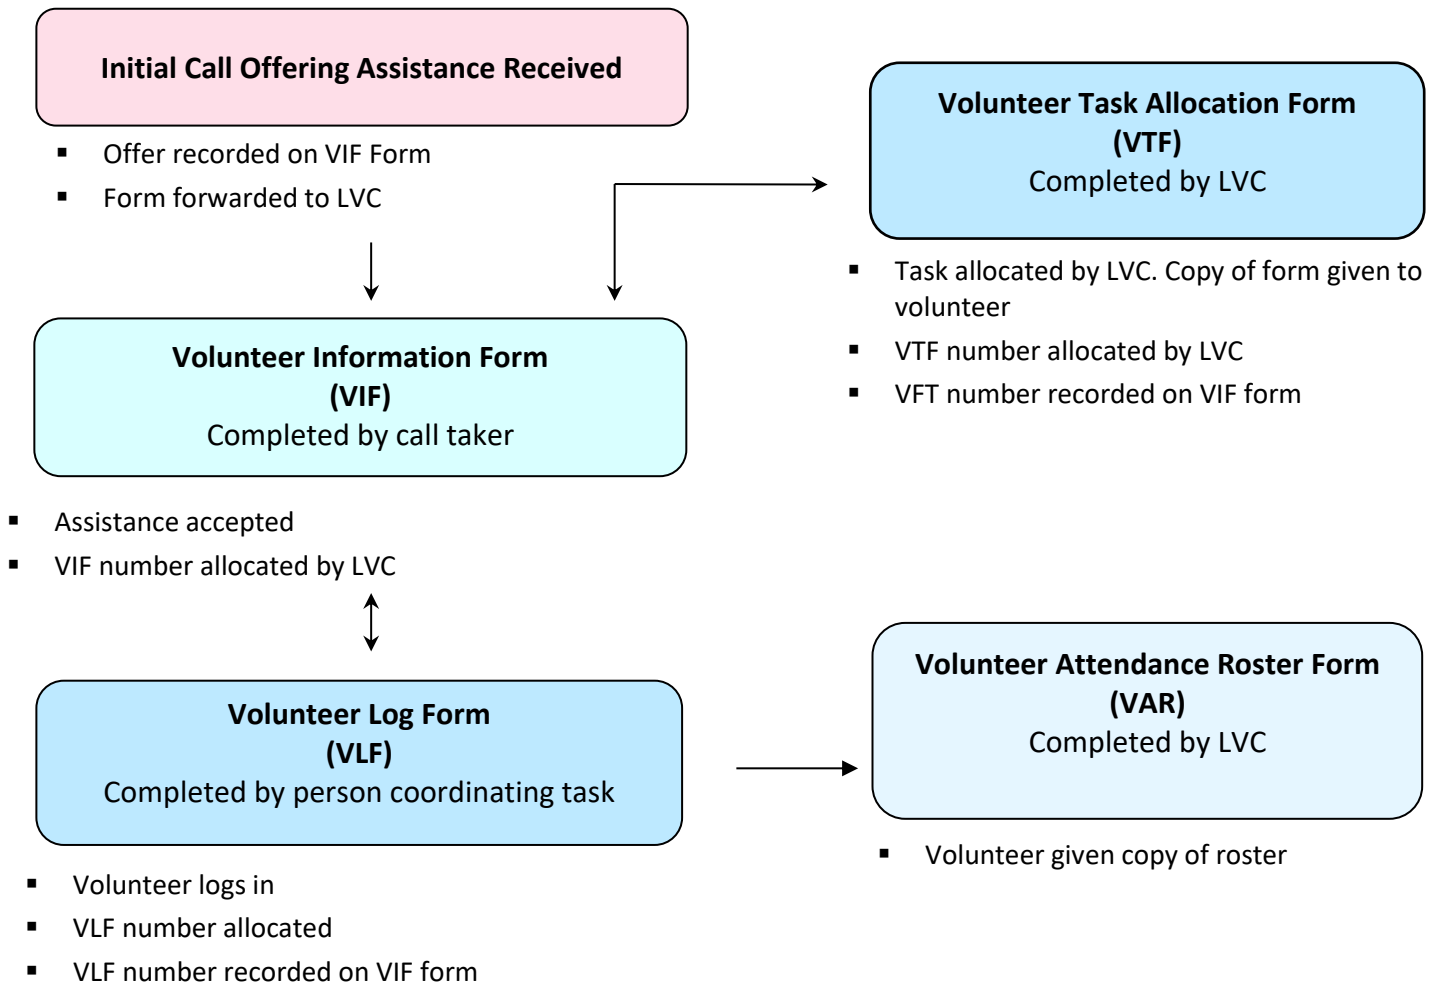 Initial Call Offering Assistance Received
▪ Offer recorded on VIF Form
▪ Form forwarded to LVC
Volunteer Task Allocation Form
(VTF)
Completed by LVC
▪ Task allocated by LVC. Copy of form given to
volunteer
▪ VTF number allocated by LVC
▪ VFT number recorded on VIF form
Volunteer Information Form
(VIF)
Completed by call taker
▪ Assistance accepted
▪ VIF number allocated by LVC
Volunteer Log Form
(VLF)
Completed by person coordinating task
▪ Volunteer logs in
▪ VLF number allocated
▪ VLF number recorded on VIF form
Volunteer Attendance Roster Form
(VAR)
Completed by LVC
▪ Volunteer given copy of roster